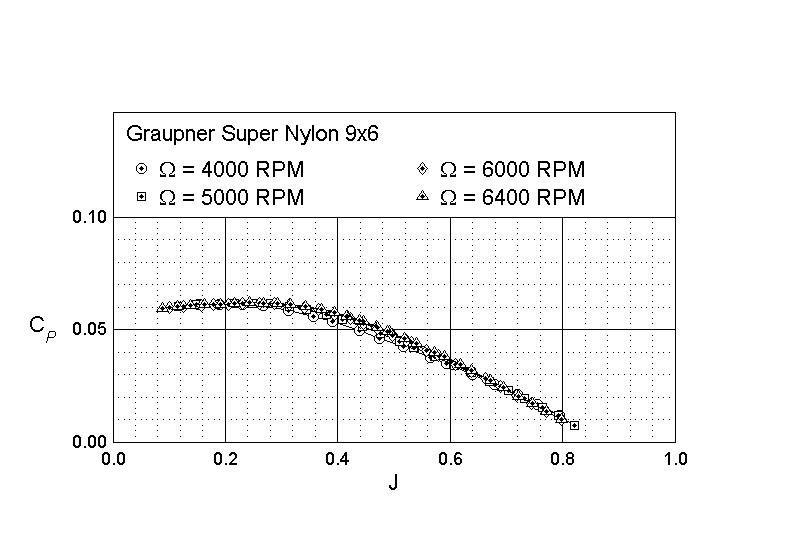 Graupner Super Nylon 9x6
Ω = 4000 RPM
Ω = 6000 RPM
Ω = 5000 RPM
Ω = 6400 RPM
0.10
0.05
0.00
CP
0.0 0.2 0.4 0.6 0.8 1.0
J